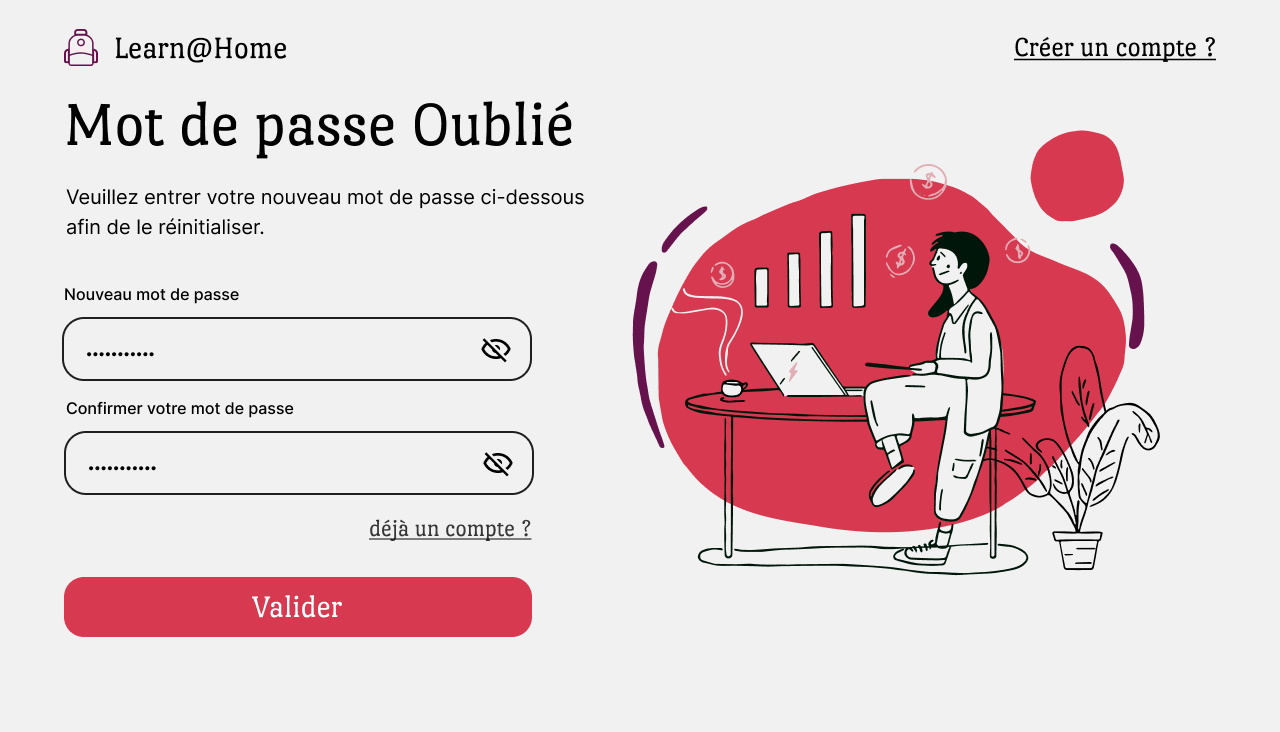 Learn@Home
Créer un compte ?
Mot de passe Oublié
Veuillez entrer votre nouveau mot de passe ci-dessous
afin de le réinitialiser.
Nouveau mot de passe
•••••••••••
Confirmer votre mot de passe
•••••••••••
déjà un compte ?
Valider